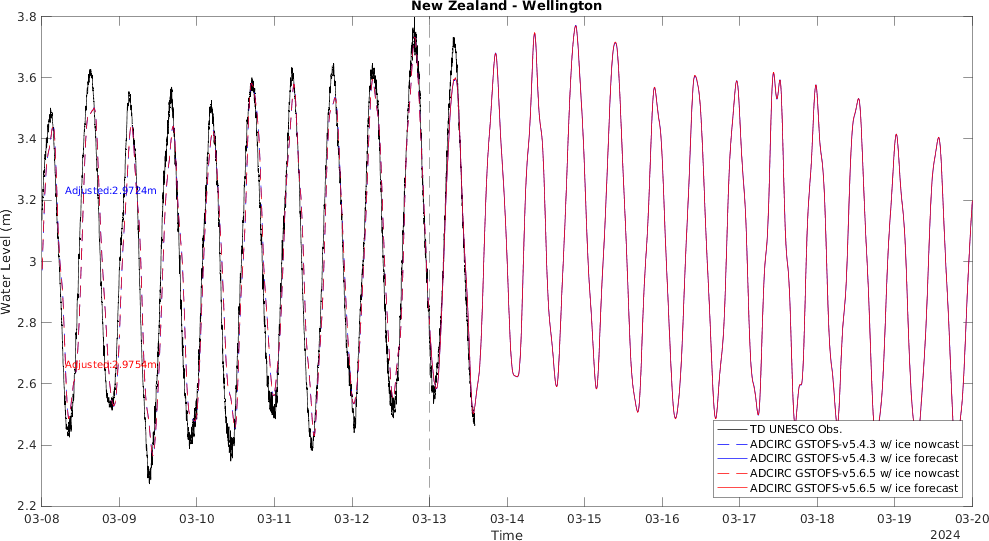 New Zealand - Wellington
3.8
3.6
3.4
3.2
3
2.8
2.6
2.4
2.2
Water Level (m)
Adjusted:2.9724m
Adjusted:2.9754m
TD UNESCO Obs.
ADCIRC GSTOFS-v5.4.3 w/ ice nowcast
ADCIRC GSTOFS-v5.4.3 w/ ice forecast
ADCIRC GSTOFS-v5.6.5 w/ ice nowcast
ADCIRC GSTOFS-v5.6.5 w/ ice forecast
03-08 03-09 03-10 03-11 03-12 03-13 03-14 03-15 03-16 03-17 03-18 03-19 03-20
Time
2024